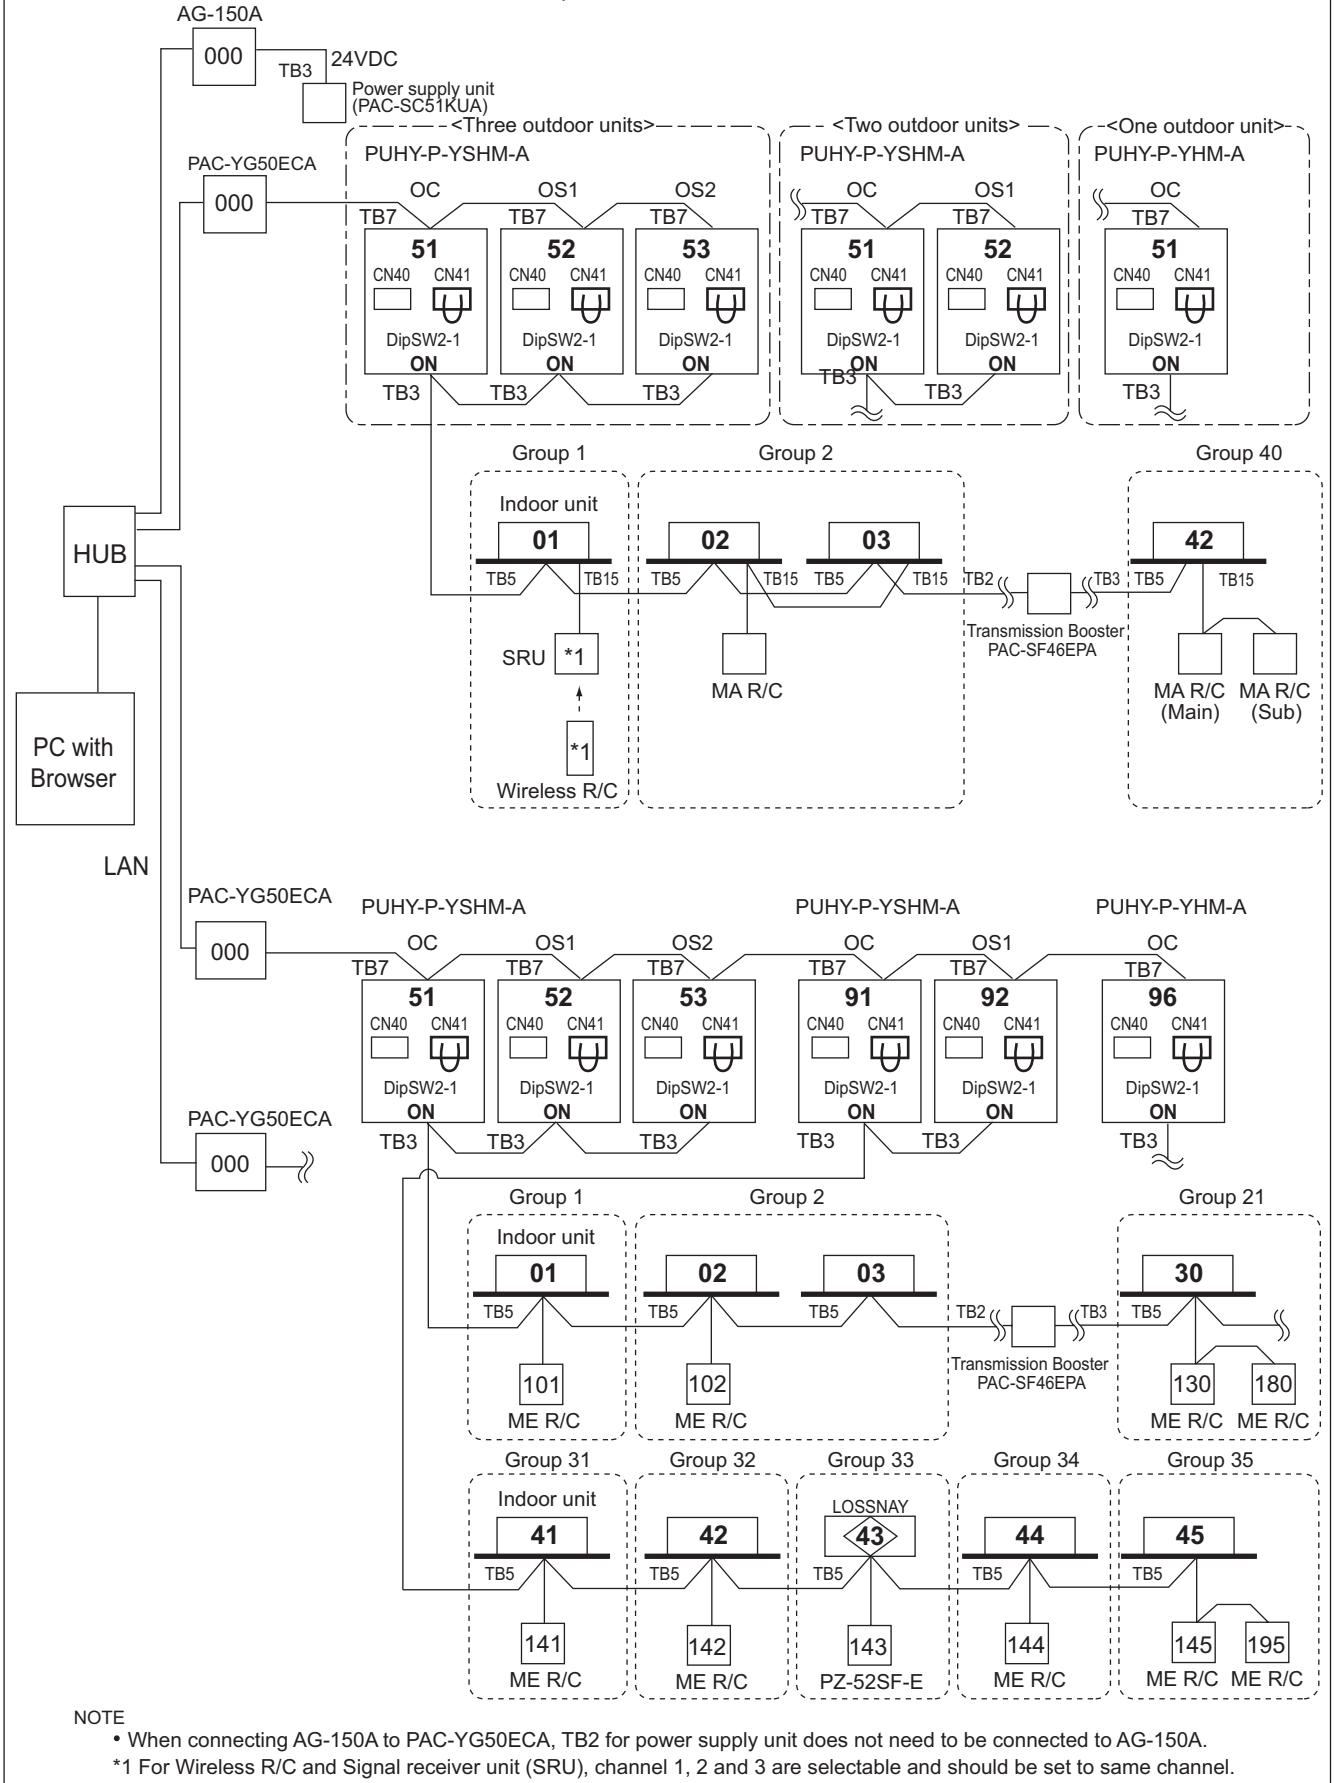 AG-150A
000
TB3
24VDC
Power supply unit
(PAC-SC51KUA)
<Three outdoor units>
<Two outdoor units>
<One outdoor unit>
PAC-YG50ECA
000
PUHY-P-YSHM-A
PUHY-P-YSHM-A
PUHY-P-YHM-A
OC OS1 OS2 OC OS1 OC
TB7 TB7 TB7 TB7 TB7 TB7
51 52 53 51 52 51
CN40 CN41 CN40 CN41 CN40 CN41 CN40 CN41 CN40 CN41 CN40 CN41
DipSW2-1 DipSW2-1 DipSW2-1 DipSW2-1 DipSW2-1 DipSW2-1
ON ON ON ON ON ON
TB3 TB3 TB3 TB3 TB3 TB3
Group 1 Group 2 Group 40
Indoor unit
HUB
01 02 03 42
TB5 TB15 TB5 TB15 TB5 TB15 TB2 TB3 TB5 TB15
Transmission Booster
PAC-SF46EPA
SRU *1
MA R/C
MA R/C
(Main)
MA R/C
(Sub)
*1
Wireless R/C
PC with
Browser
LAN
PAC-YG50ECA
000
PUHY-P-YSHM-A
PUHY-P-YSHM-A
PUHY-P-YHM-A
OC OS1 OS2 OC OS1 OC
TB7 TB7 TB7 TB7 TB7 TB7
51 52 53 91 92 96
CN40 CN41 CN40 CN41 CN40 CN41 CN40 CN41 CN40 CN41 CN40 CN41
DipSW2-1 DipSW2-1 DipSW2-1 DipSW2-1 DipSW2-1 DipSW2-1
ON ON ON ON ON ON
TB3 TB3 TB3 TB3 TB3 TB3
PAC-YG50ECA
000
Group 1 Group 2 Group 21
Indoor unit
01 02 03 30
TB5 TB5 TB5 TB2 TB3 TB5
Transmission Booster
PAC-SF46EPA
101 102 130 180
ME R/C ME R/C ME R/C ME R/C
Group 31 Group 32 Group 33 Group 34 Group 35
Indoor unit
LOSSNAY
41 42 43 44 45
TB5 TB5 TB5 TB5 TB5
141 142 143 144 145 195
ME R/C ME R/C PZ-52SF-E ME R/C ME R/C ME R/C
NOTE
• When connecting AG-150A to PAC-YG50ECA, TB2 for power supply unit does not need to be connected to AG-150A.
*1 For Wireless R/C and Signal receiver unit (SRU), channel 1, 2 and 3 are selectable and should be set to same channel.